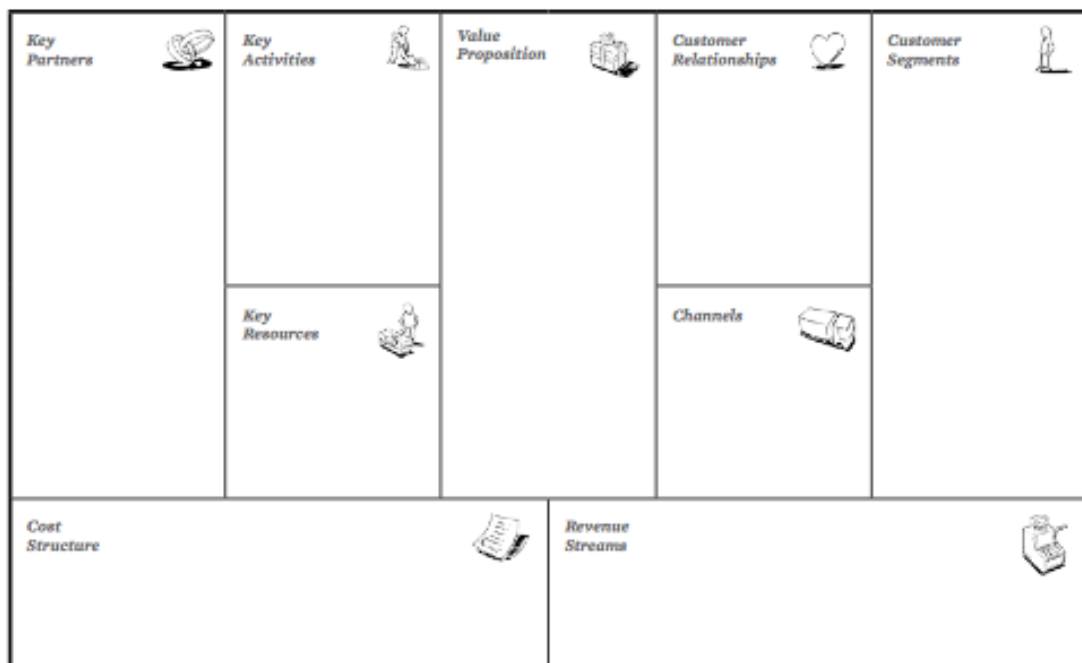 Key
Partners
Key
Activities
Value
Proposition
Customer
Relationships
Customer
Segments
Key
Resources
Channels
Cost
Structure
Revenue
Streams